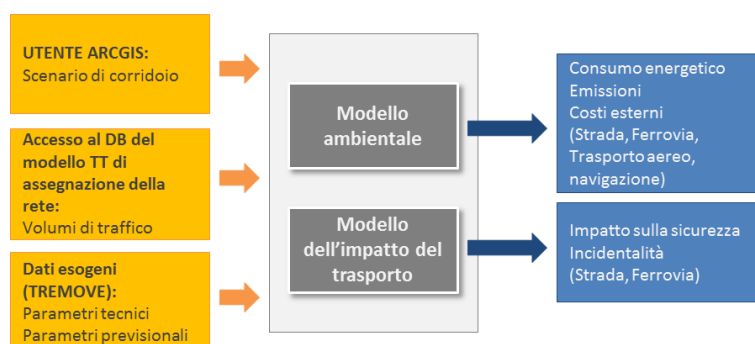 UTENTE ARCGIS:
Scenario di corridoio
Accesso al DB del
modello TT di
assegnazione della
rete:
Volumi di traffico
Dati esogeni
(TREMOVE):
Parametri tecnici
Parametri previsionali
Modello
ambientale
Modello
dell'impatto del
trasporto
Consumo energetico
Emissioni
Costi esterni
(Strada, Ferrovia,
Trasporto aereo,
navigazione)
Impatto sulla sicurezza
Incidentalità
(Strada, Ferrovia)